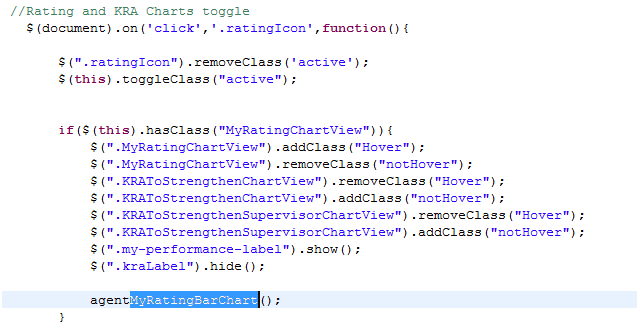 //Rating and KRA Charts toggle
$(document).on('click','.ratingIcon',function(){
$(".ratingIcon").removeClass('active');
$(this).toggleClass("active");
if($(this).hasClass("MyRatingChartView")){
$(".MyRatingChartView").addClass("Hover");
$(".MyRatingChartView").removeClass("notHover");
$(".KRAToStrengthenChartView").removeClass("Hover");
$(".KRAToStrengthenChartView").addClass("notHover");
$(".KRAToStrengthenSupervisorChartView").removeClass("Hover");
$(".KRAToStrengthenSupervisorChartView").addClass("notHover");
$(".my-performance-label").show();
$(".kraLabel").hide();
agentMyRatingBarChart();
}